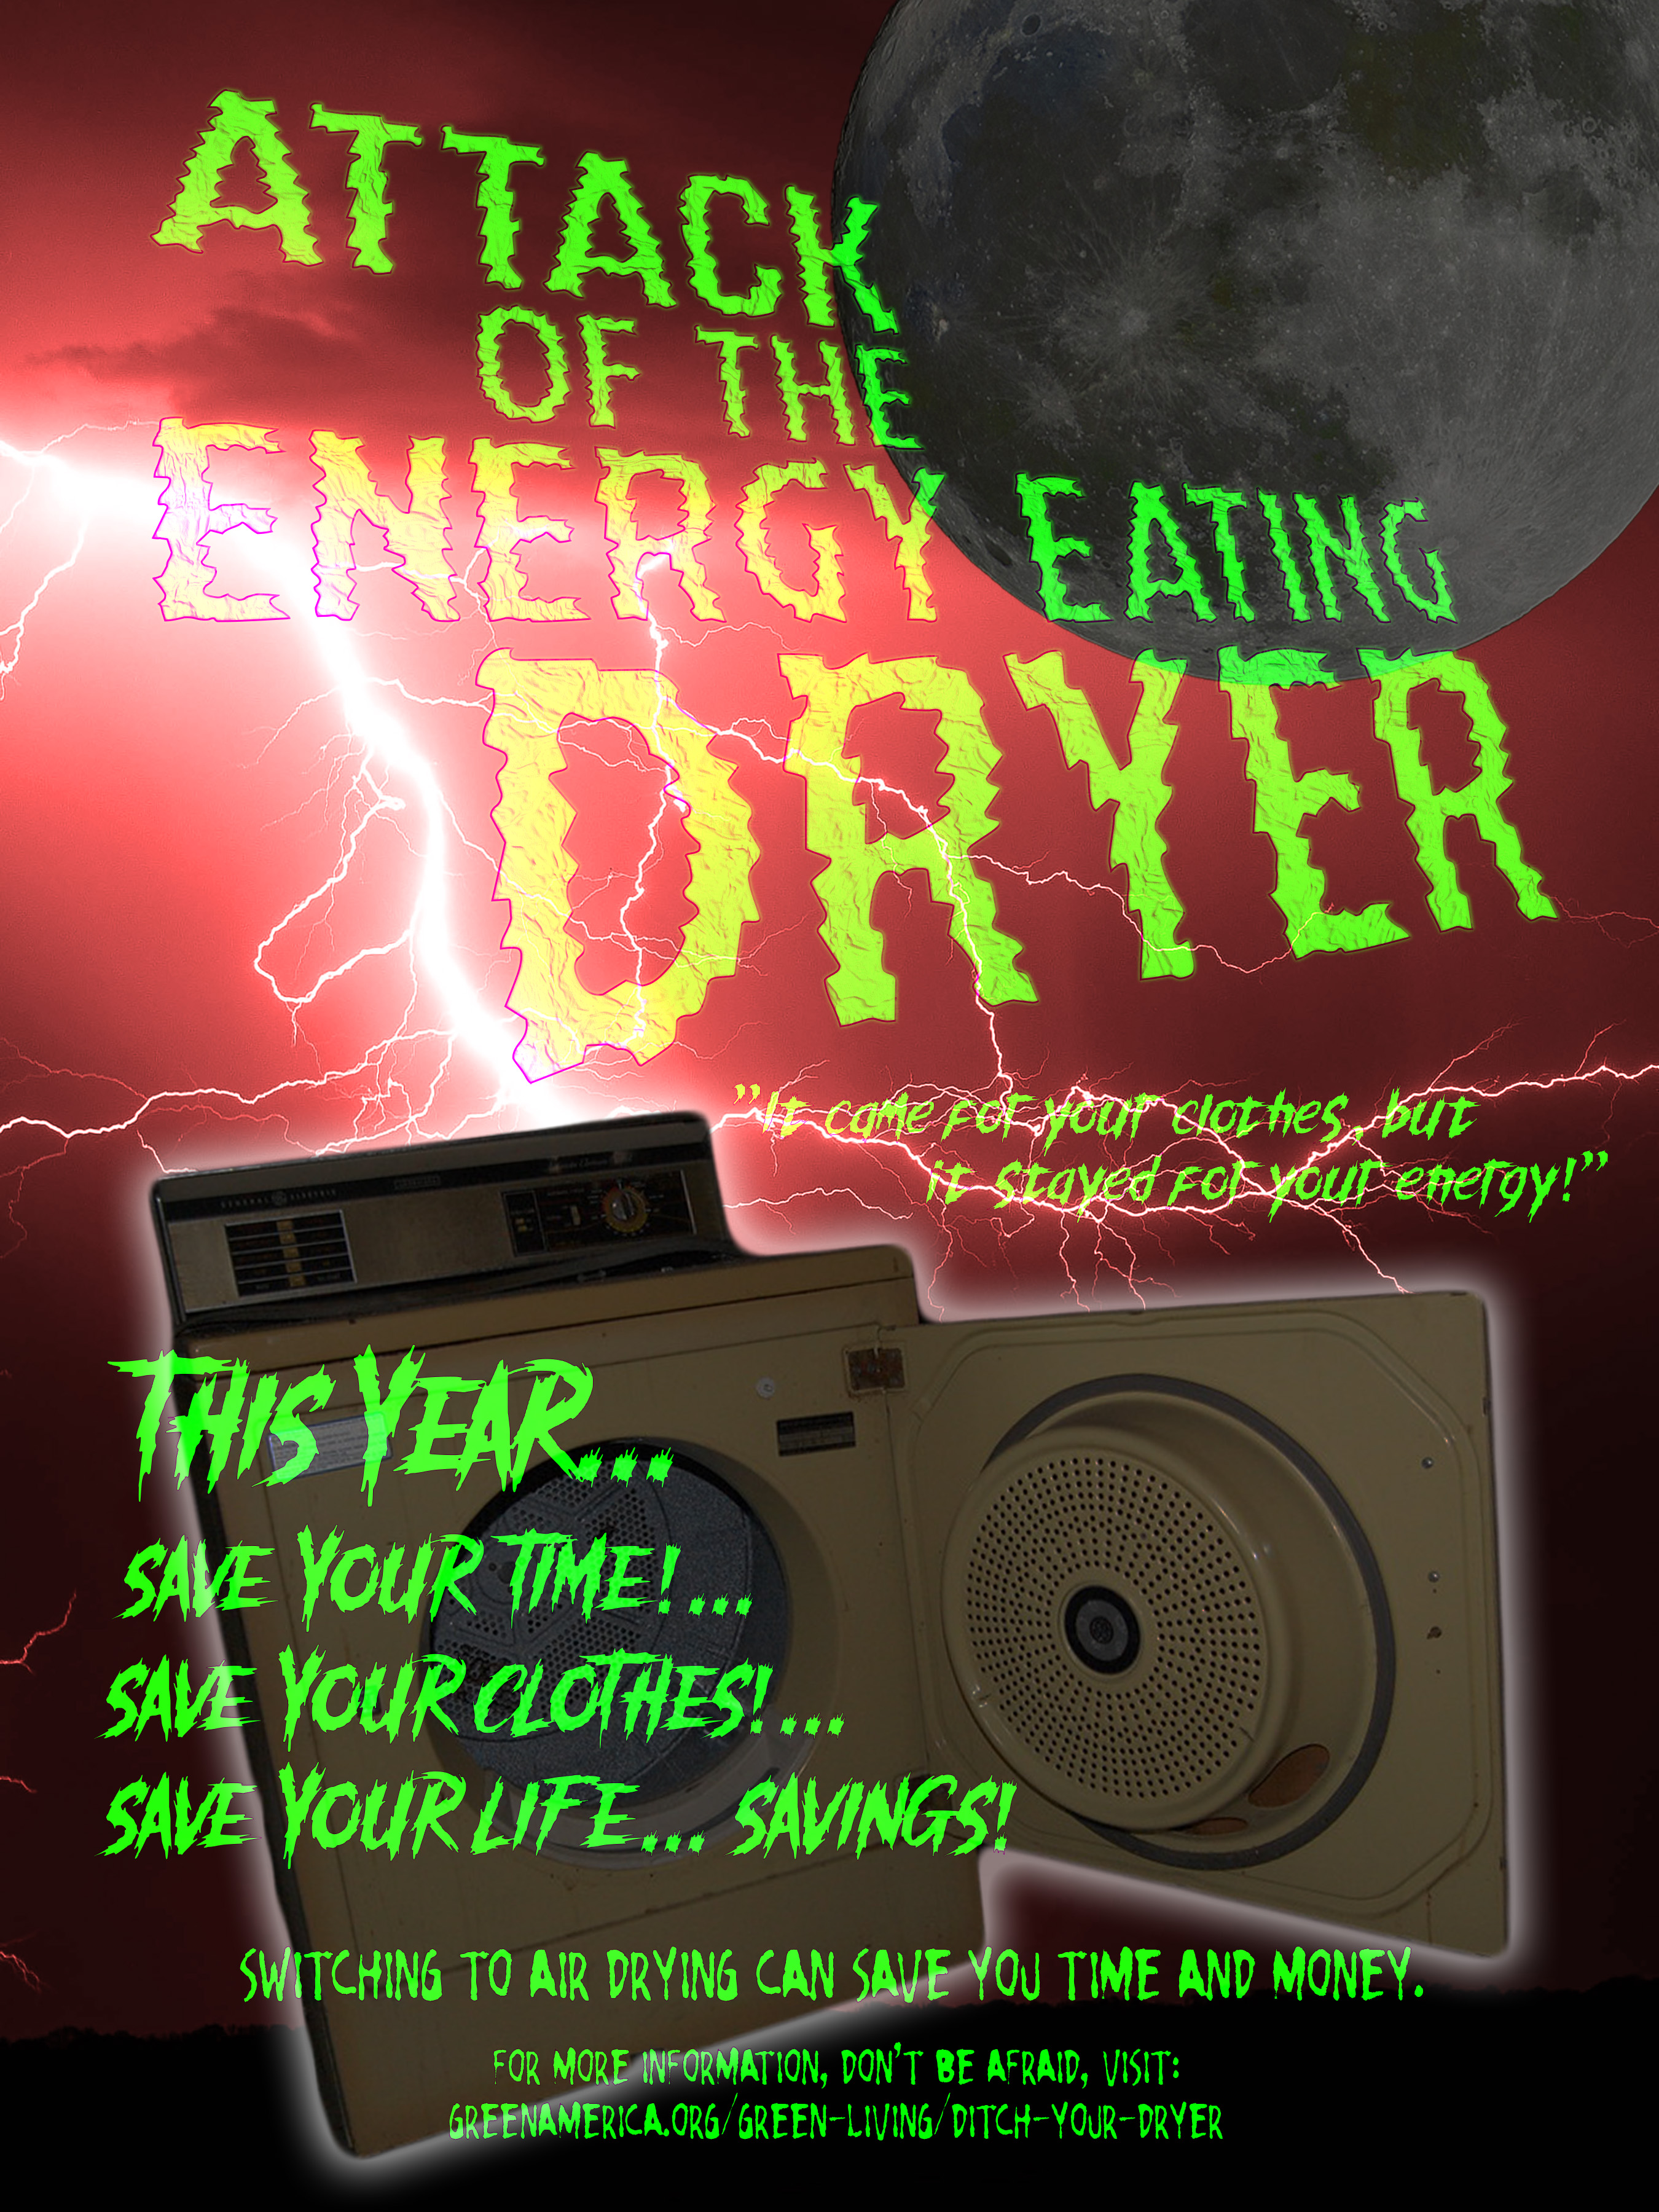 ATTACK
OF THE
ENERGY EATING
DRYER
"It came for your clothes, but
it stayed for your energy!"
GENERAL ELECTRIC
THIS YEAR...
SAVE YOUR TIME!...
SAVE YOUR CLOTHES!...
SAVE YOUR LIFE... SAVINGS!
SWITCHING TO AIR DRYING CAN SAVE YOU TIME AND MONEY.
FOR MORE INFORMATION, DON'T BE AFRAID, VISIT:
GREENAMERICA.ORG/GREEN-LIVING/DITCH-YOUR-DRYER